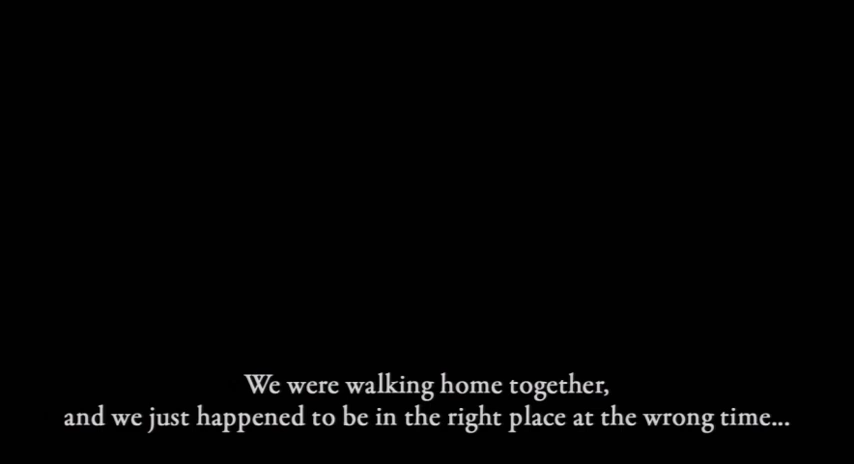 We were walking home together,
and we just happened to be in the right place at the wrong time...